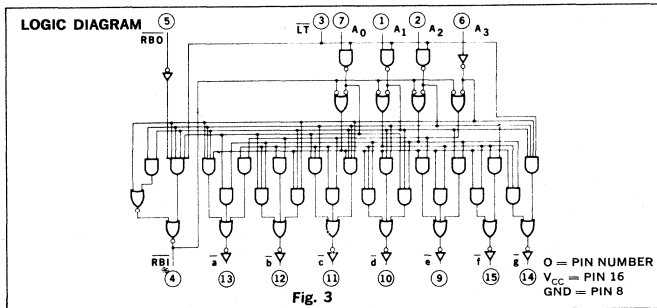 LOGIC DIAGRAM
5 3 7 1 2 6
RBO LT A0 A1 A2 A3
RBI a b c d e f g
4 13 12 11 10 9 15 14
O = PIN NUMBER
VCC = PIN 16
GND = PIN 8
Fig. 3